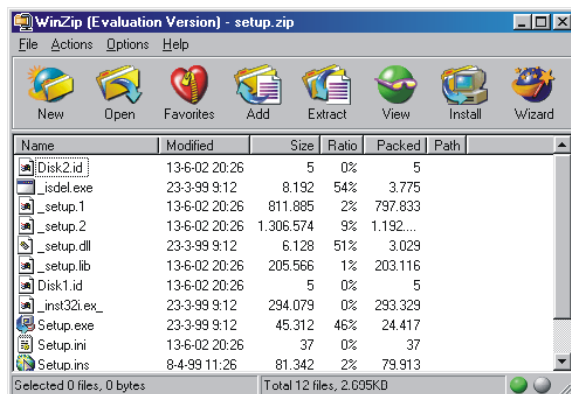 WinZip (Evaluation Version) - setup.zip
File Actions Options Help
New Open Favorites Add Extract View Install Wizard
Name Modified Size Ratio Packed Path
Disk2.id 13-6-02 20:26 5 0% 5
_isdel.exe 23-3-99 9:12 8.192 54% 3.775
_setup.1 13-6-02 20:26 811.885 2% 797.833
_setup.2 13-6-02 20:26 1.306.574 9% 1.192....
_setup.dll 23-3-99 9:12 6.128 51% 3.029
_setup.lib 13-6-02 20:26 205.566 1% 203.116
Disk1.id 13-6-02 20:26 5 0% 5
_inst32i.ex_ 23-3-99 9:12 294.079 0% 293.329
Setup.exe 23-3-99 9:12 45.312 46% 24.417
Setup.ini 13-6-02 20:26 37 0% 37
Setup.ins 8-4-99 11:26 81.342 2% 79.913
Selected 0 files, 0 bytes Total 12 files, 2.695KB